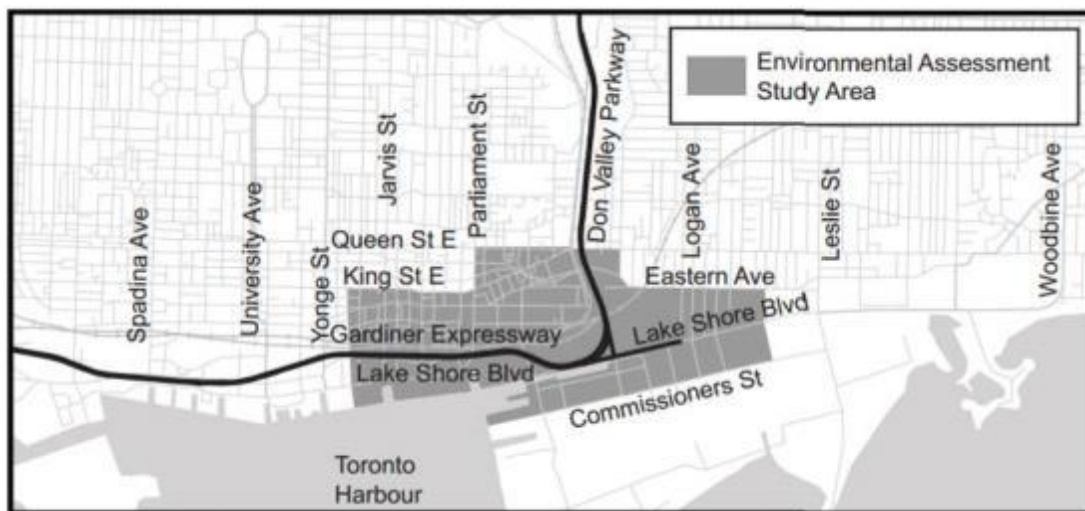 Environmental Assessment
Study Area
Spadina Ave
University Ave
Yonge St
Jarvis St
Parliament St
Don Valley Parkway
Logan Ave
Leslie St
Woodbine Ave
Queen St E
King St E
Eastern Ave
Gardiner Expressway
Lake Shore Blvd
Lake Shore Blvd
Commissioners St
Toronto
Harbour